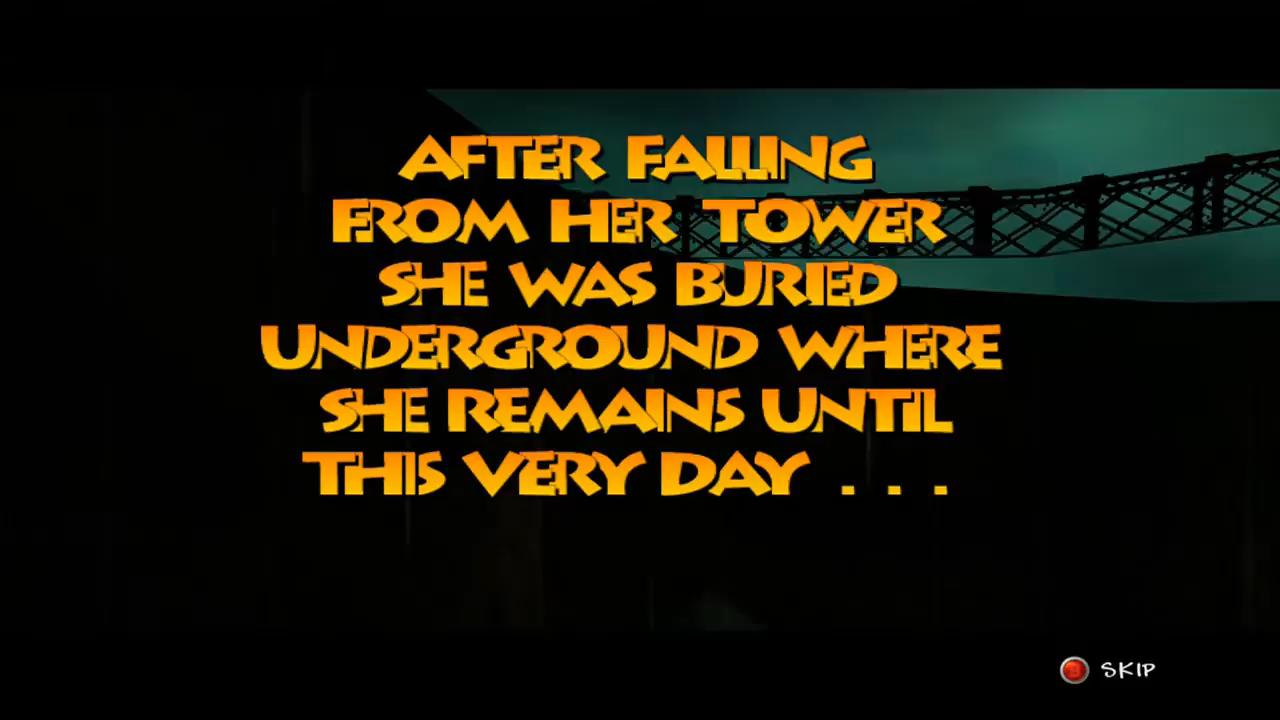 AFTER FALLING
FROM HER TOWER
SHE WAS BURIED
UNDERGROUND WHERE
SHE REMAINS UNTIL
THIS VERY DAY . . .
B SKIP